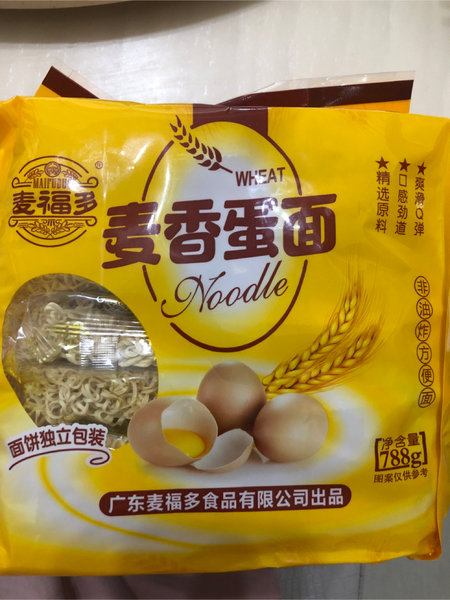 MAIFUDUO
麦福多
®
WHEAT
麦香蛋面
Noodle
★爽滑Q弹
★口感劲道
★精选原料
非油炸方便面
面饼独立包装
净含量
788g
图案仅供参考
广东麦福多食品有限公司出品